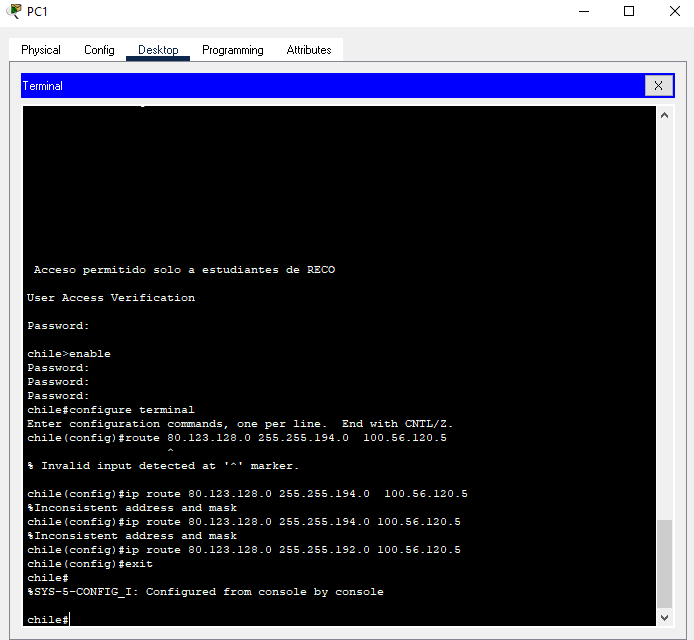 PC1
Physical Config Desktop Programming Attributes
Terminal X
Acceso permitido solo a estudiantes de RECO
User Access Verification
Password:
chile>enable
Password:
Password:
Password:
chile#configure terminal
Enter configuration commands, one per line.  End with CNTL/Z.
chile(config)#route 80.123.128.0 255.255.194.0  100.56.120.5
^
% Invalid input detected at '^' marker.
chile(config)#ip route 80.123.128.0 255.255.194.0  100.56.120.5
%Inconsistent address and mask
chile(config)#ip route 80.123.128.0 255.255.194.0 100.56.120.5
%Inconsistent address and mask
chile(config)#ip route 80.123.128.0 255.255.192.0 100.56.120.5
chile(config)#exit
chile#
%SYS-5-CONFIG_I: Configured from console by console
chile#